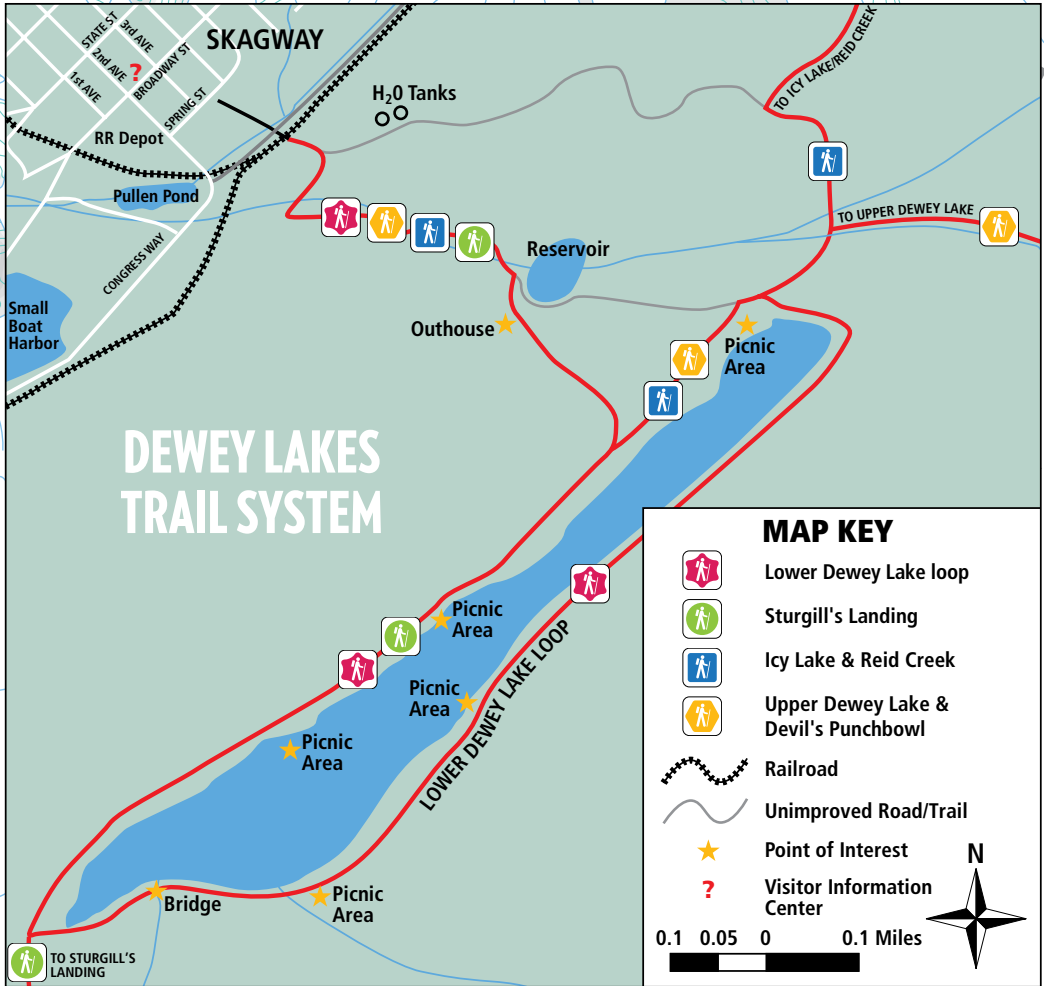 SKAGWAY
STATE ST
3rd AVE
2nd AVE
BROADWAY ST
1st AVE
SPRING ST
?
RR Depot
H₂0 Tanks
TO ICY LAKE/REID CREEK
Pullen Pond
CONGRESS WAY
Small
Boat
Harbor
TO UPPER DEWEY LAKE
Reservoir
Outhouse
Picnic
Area
DEWEY LAKES
TRAIL SYSTEM
Picnic
Area
Picnic
Area
Picnic
Area
LOWER DEWEY LAKE LOOP
Bridge
Picnic
Area
TO STURGILL'S
LANDING
MAP KEY
Lower Dewey Lake loop
Sturgill's Landing
Icy Lake & Reid Creek
Upper Dewey Lake &
Devil's Punchbowl
Railroad
Unimproved Road/Trail
Point of Interest
?
Visitor Information
Center
N
0.1 0.05 0 0.1 Miles